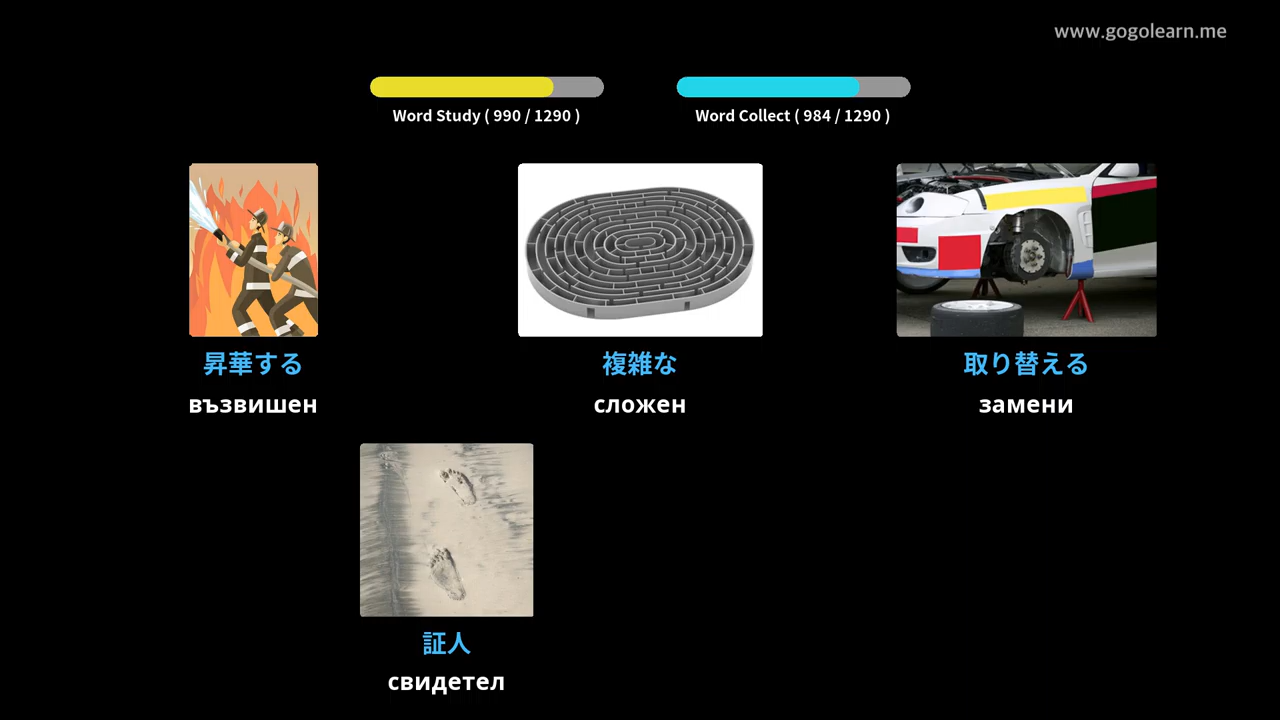 www.gogolearn.me
Word Study ( 990 / 1290 )
Word Collect ( 984 / 1290 )
昇華する
възвишен
複雑な
сложен
取り替える
замени
証人
свидетел